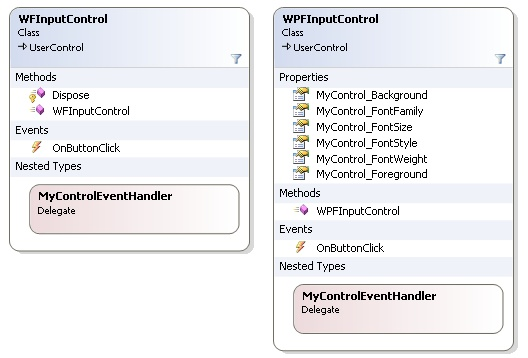 WFInputControl
Class
UserControl
Methods
Dispose
WFInputControl
Events
OnButtonClick
Nested Types
MyControlEventHandler
Delegate
WPFInputControl
Class
UserControl
Properties
MyControl_Background
MyControl_FontFamily
MyControl_FontSize
MyControl_FontStyle
MyControl_FontWeight
MyControl_Foreground
Methods
WPFInputControl
Events
OnButtonClick
Nested Types
MyControlEventHandler
Delegate